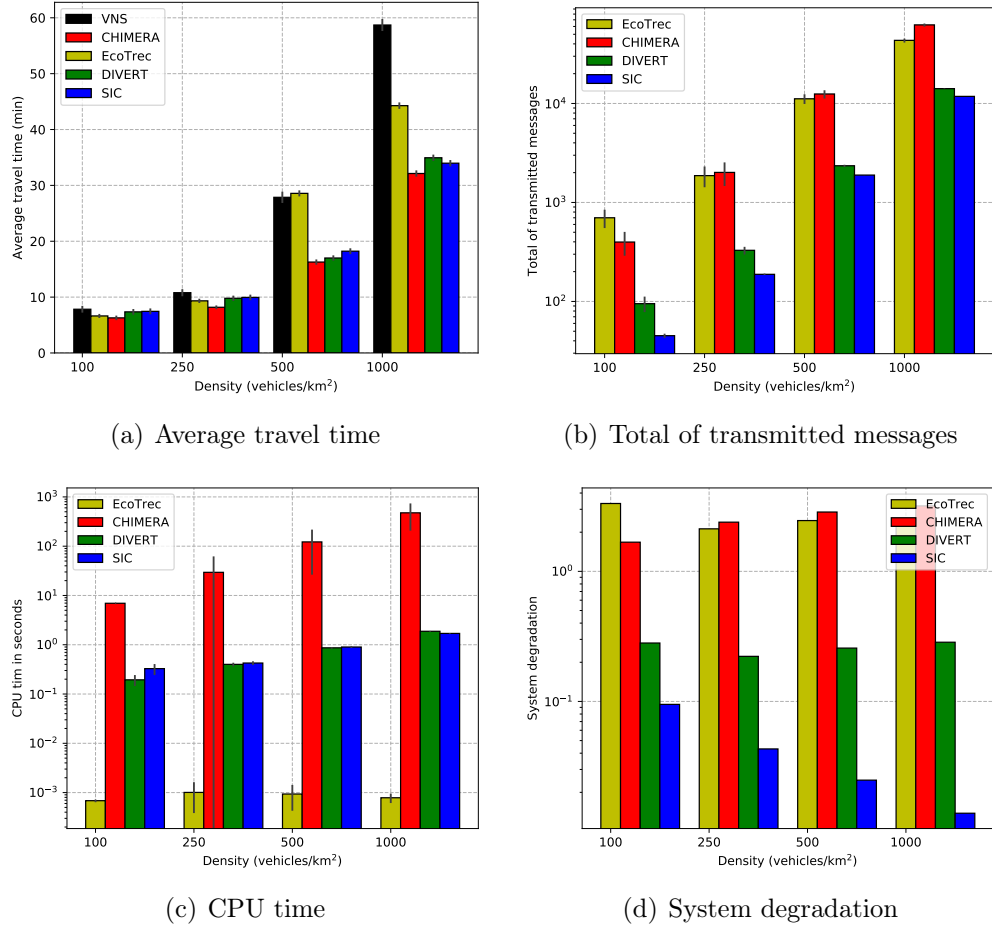 VNS
CHIMERA
EcoTrec
DIVERT
SIC
60
50
40
30
20
10
0
Average travel time (min)
100 250 500 1000
Density (vehicles/km²)
(a) Average travel time
EcoTrec
CHIMERA
DIVERT
SIC
10⁴
10³
10²
Total of transmitted messages
100 250 500 1000
Density (vehicles/km²)
(b) Total of transmitted messages
EcoTrec
CHIMERA
DIVERT
SIC
10³
10²
10¹
10⁰
10⁻¹
10⁻²
10⁻³
CPU tim in seconds
100 250 500 1000
Density (vehicles/km²)
(c) CPU time
EcoTrec
CHIMERA
DIVERT
SIC
10⁰
10⁻¹
System degradation
100 250 500 1000
Density (vehicles/km²)
(d) System degradation